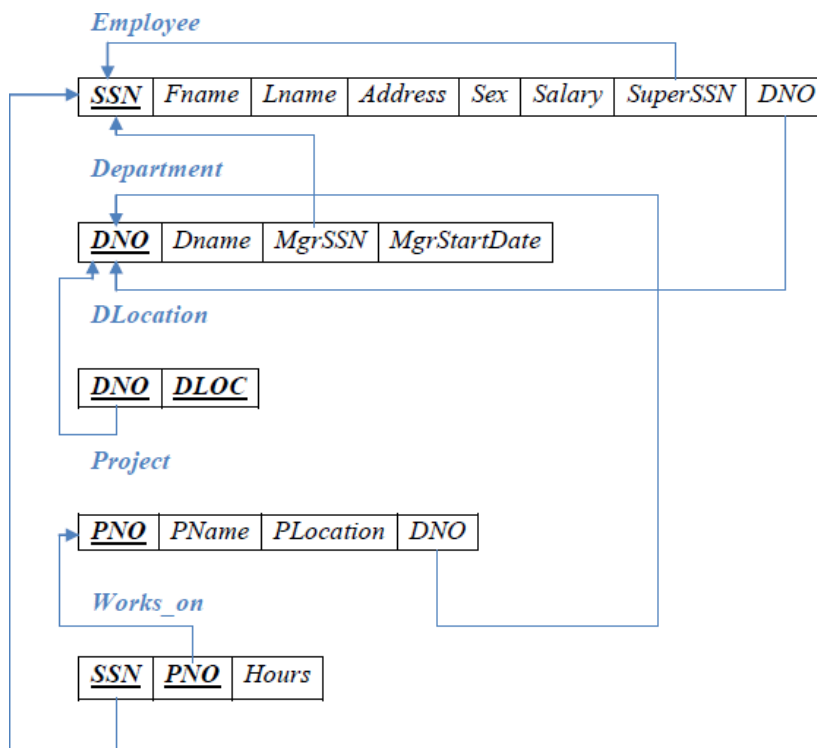 Employee
SSN Fname Lname Address Sex Salary SuperSSN DNO
Department
DNO Dname MgrSSN MgrStartDate
DLocation
DNO DLOC
Project
PNO PName PLocation DNO
Works_on
SSN PNO Hours